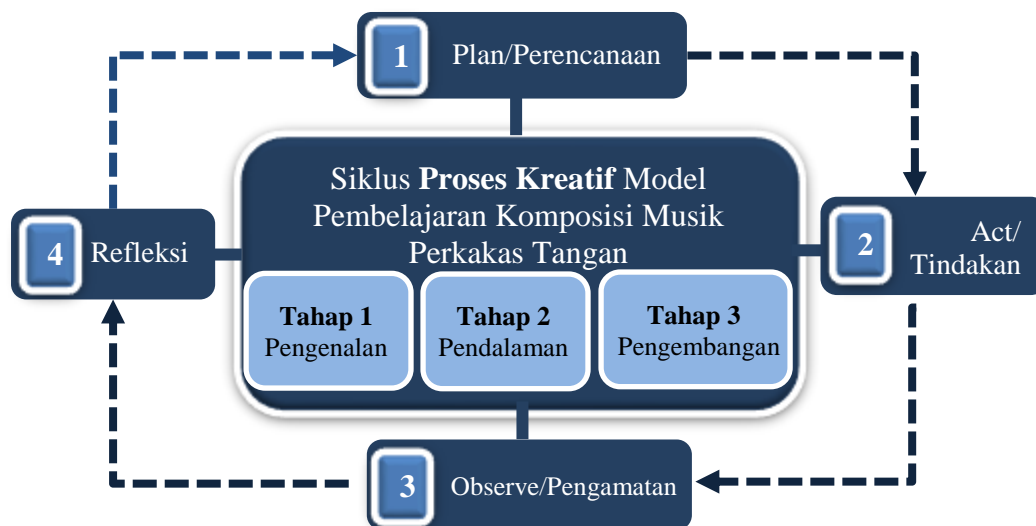 1
Plan/Perencanaan
Siklus Proses Kreatif Model
Pembelajaran Komposisi Musik
Perkakas Tangan
Tahap 1
Pengenalan
Tahap 2
Pendalaman
Tahap 3
Pengembangan
2
Act/
Tindakan
3
Observe/Pengamatan
4
Refleksi